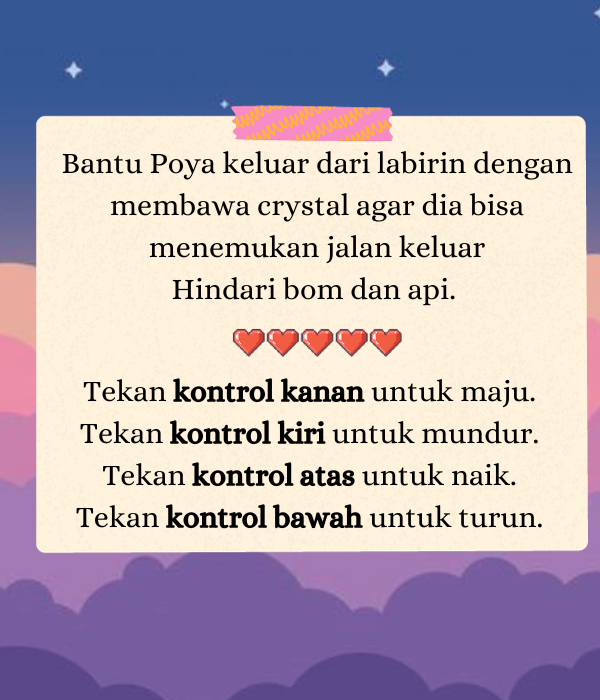 Bantu Poya keluar dari labirin dengan
membawa crystal agar dia bisa
menemukan jalan keluar
Hindari bom dan api.
Tekan kontrol kanan untuk maju.
Tekan kontrol kiri untuk mundur.
Tekan kontrol atas untuk naik.
Tekan kontrol bawah untuk turun.